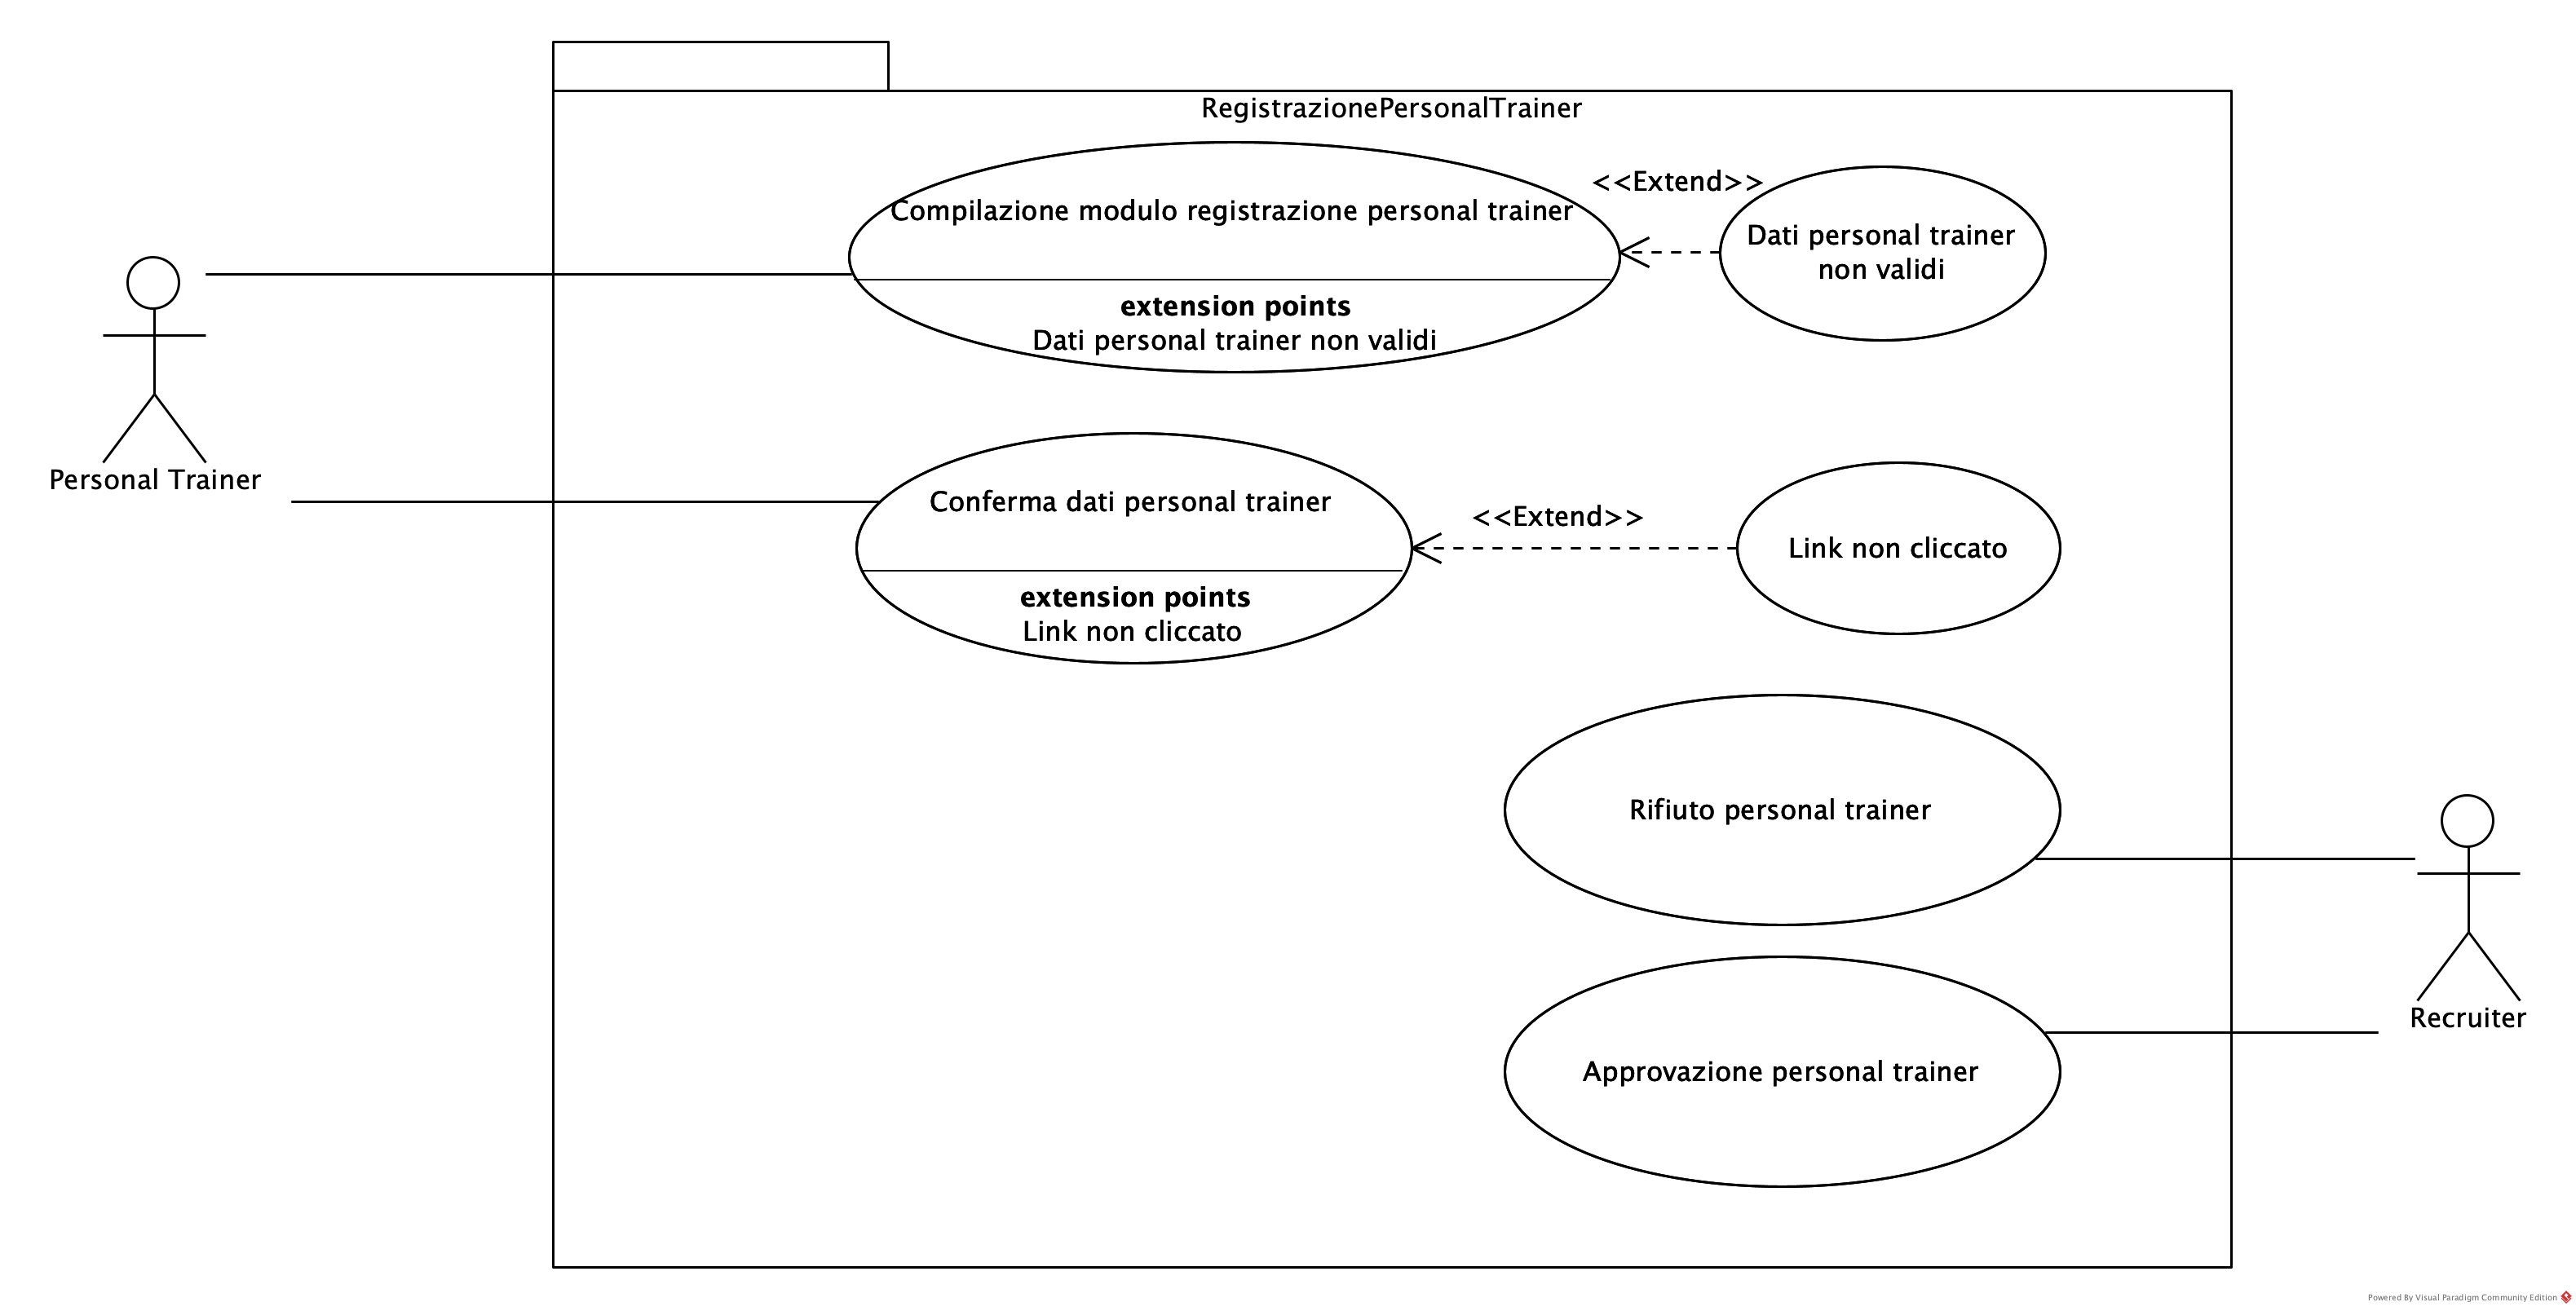 RegistrazionePersonalTrainer
Compilazione modulo registrazione personal trainer
extension points
Dati personal trainer non validi
<<Extend>>
Dati personal trainer
non validi
Personal Trainer
Conferma dati personal trainer
extension points
Link non cliccato
<<Extend>>
Link non cliccato
Rifiuto personal trainer
Recruiter
Approvazione personal trainer
Powered By Visual Paradigm Community Edition